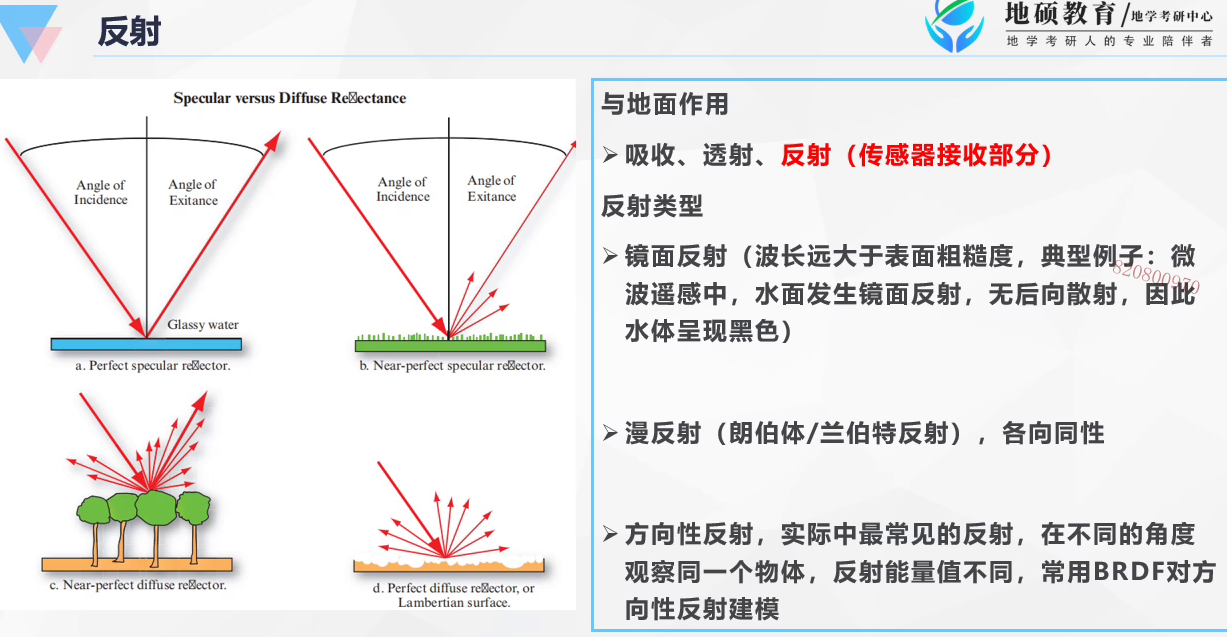 反射
地硕教育/地学考研中心
地学考研人的专业陪伴者
Specular versus Diffuse Re⍰ectance
Angle of
Incidence
Angle of
Exitance
Glassy water
a. Perfect specular re⍰ector.
Angle of
Incidence
Angle of
Exitance
b. Near-perfect specular re⍰ector.
c. Near-perfect diffuse re⍰ector.
d. Perfect diffuse re⍰ector, or
Lambertian surface.
与地面作用
➢吸收、透射、反射（传感器接收部分）
反射类型
➢镜面反射（波长远大于表面粗糙度，典型例子：微
波遥感中，水面发生镜面反射，无后向散射，因此
水体呈现黑色）
➢漫反射（朗伯体/兰伯特反射），各向同性
➢方向性反射，实际中最常见的反射，在不同的角度
观察同一个物体，反射能量值不同，常用BRDF对方
向性反射建模